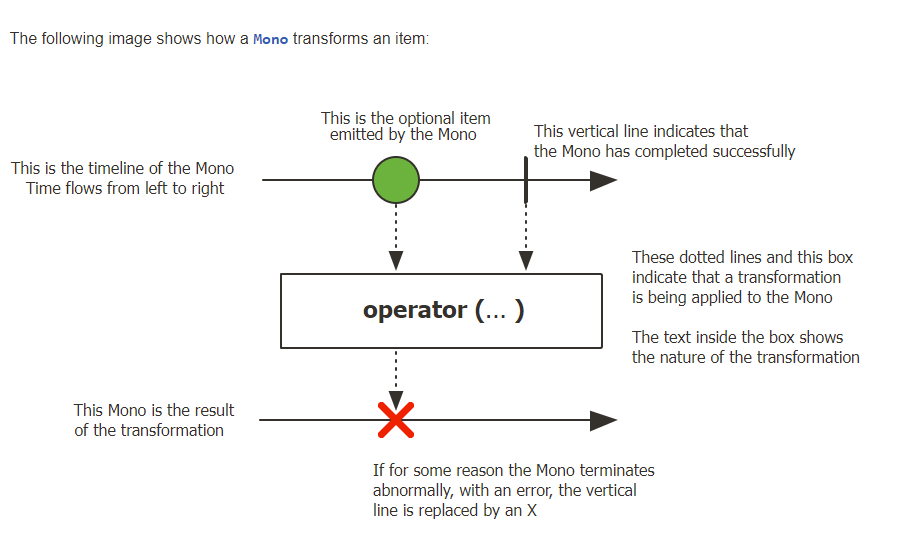 The following image shows how a Mono transforms an item:
This is the optional item
emitted by the Mono
This vertical line indicates that
the Mono has completed successfully
This is the timeline of the Mono
Time flows from left to right
These dotted lines and this box
indicate that a transformation
is being applied to the Mono
operator (... )
The text inside the box shows
the nature of the transformation
This Mono is the result
of the transformation
If for some reason the Mono terminates
abnormally, with an error, the vertical
line is replaced by an X